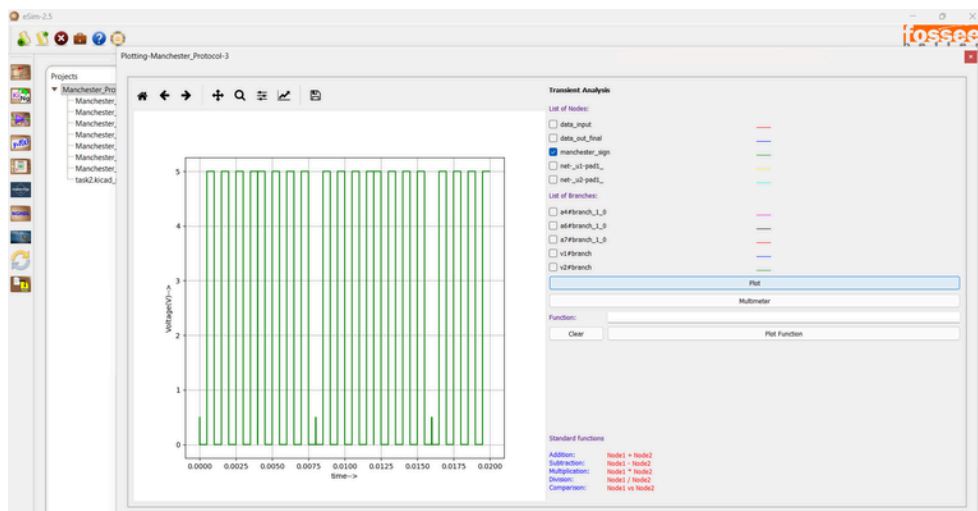 eSim-2.5
fossee
Plotting-Manchester_Protocol-3
Projects
Manchester_Pro
Manchester_
Manchester_
Manchester_
Manchester_
Manchester_
Manchester_
Manchester_
task2.kicad_
Transient Analysis
List of Nodes:
data_input
data_out_final
manchester_sign
net-_u1-pad1_
net-_u2-pad1_
List of Branches:
a4#branch_1_0
a6#branch_1_0
a7#branch_1_0
v1#branch
v2#branch
Plot
Multimeter
Function:
Clear
Plot Function
Standard functions
Addition: Node1 + Node2
Subtraction: Node1 - Node2
Multiplication: Node1 * Node2
Division: Node1 / Node2
Comparison: Node1 vs Node2
Voltage(V)-->
5
4
3
2
1
0
0.0000 0.0025 0.0050 0.0075 0.0100 0.0125 0.0150 0.0175 0.0200
time-->